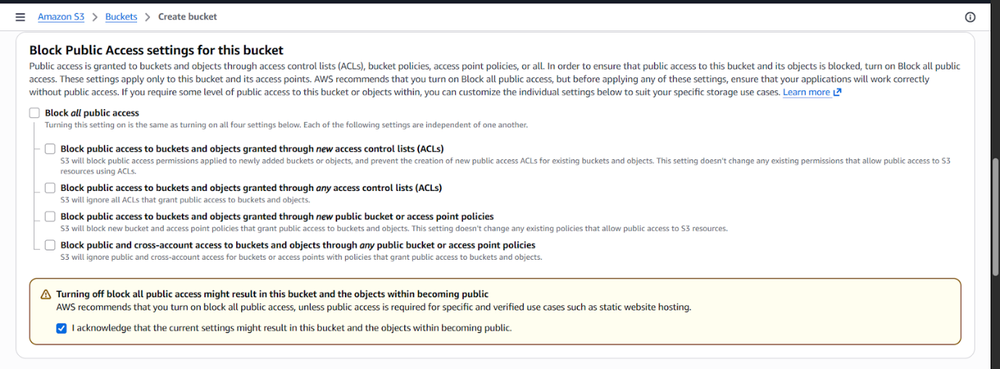 Amazon S3 > Buckets > Create bucket
Block Public Access settings for this bucket
Public access is granted to buckets and objects through access control lists (ACLs), bucket policies, access point policies, or all. In order to ensure that public access to this bucket and its objects is blocked, turn on Block all public
access. These settings apply only to this bucket and its access points. AWS recommends that you turn on Block all public access, but before applying any of these settings, ensure that your applications will work correctly
without public access. If you require some level of public access to this bucket or objects within, you can customize the individual settings below to suit your specific storage use cases. Learn more
Block all public access
Turning this setting on is the same as turning on all four settings below. Each of the following settings are independent of one another.
Block public access to buckets and objects granted through new access control lists (ACLs)
S3 will block public access permissions applied to newly added buckets or objects, and prevent the creation of new public access ACLs for existing buckets and objects. This setting doesn't change any existing permissions that allow public access to S3
resources using ACLs.
Block public access to buckets and objects granted through any access control lists (ACLs)
S3 will ignore all ACLs that grant public access to buckets and objects.
Block public access to buckets and objects granted through new public bucket or access point policies
S3 will block new bucket and access point policies that grant public access to buckets and objects. This setting doesn't change any existing policies that allow public access to S3 resources.
Block public and cross-account access to buckets and objects through any public bucket or access point policies
S3 will ignore public and cross-account access for buckets or access points with policies that grant public access to buckets and objects.
Turning off block all public access might result in this bucket and the objects within becoming public
AWS recommends that you turn on block all public access, unless public access is required for specific and verified use cases such as static website hosting.
I acknowledge that the current settings might result in this bucket and the objects within becoming public.